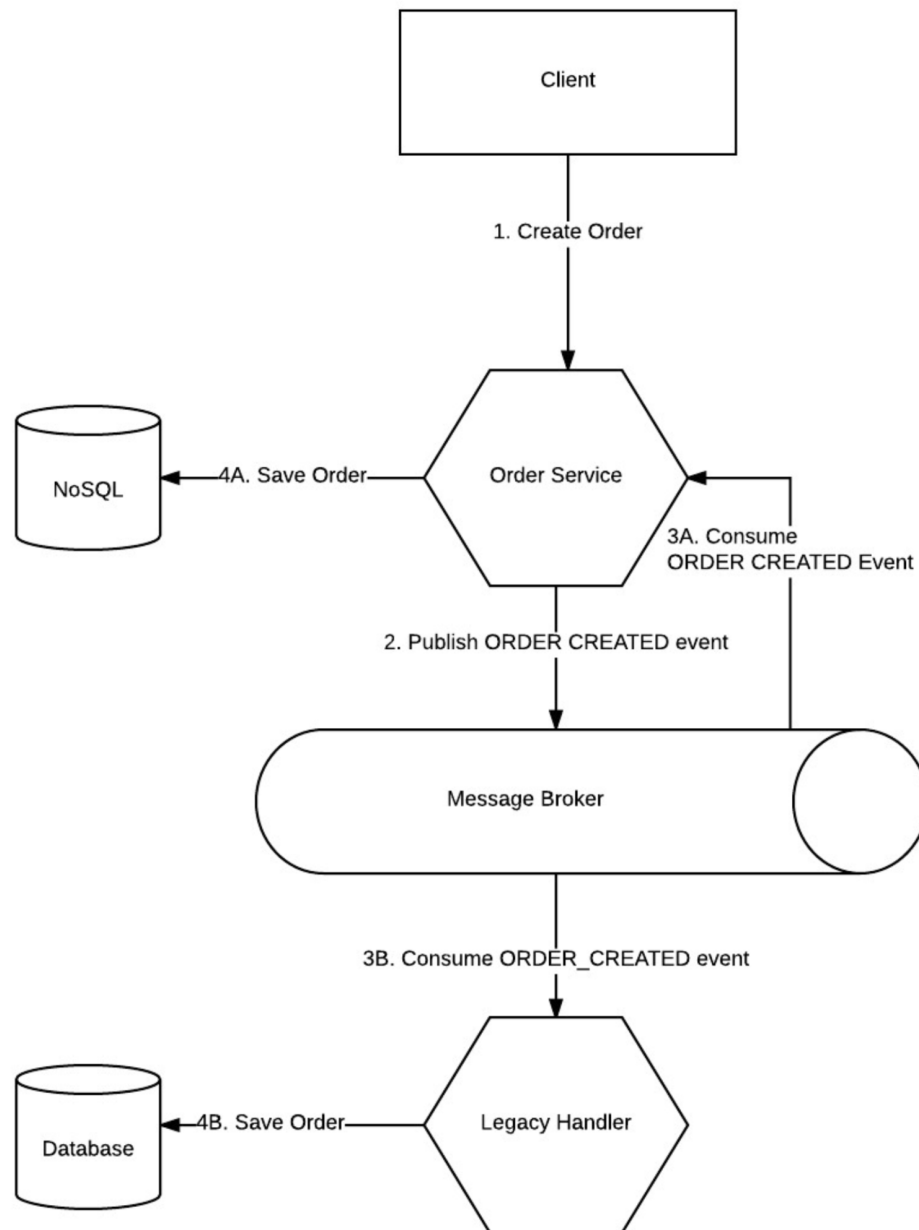 Client
1. Create Order
NoSQL
4A. Save Order
Order Service
3A. Consume
ORDER CREATED Event
2. Publish ORDER CREATED event
Message Broker
3B. Consume ORDER_CREATED event
Database
4B. Save Order
Legacy Handler